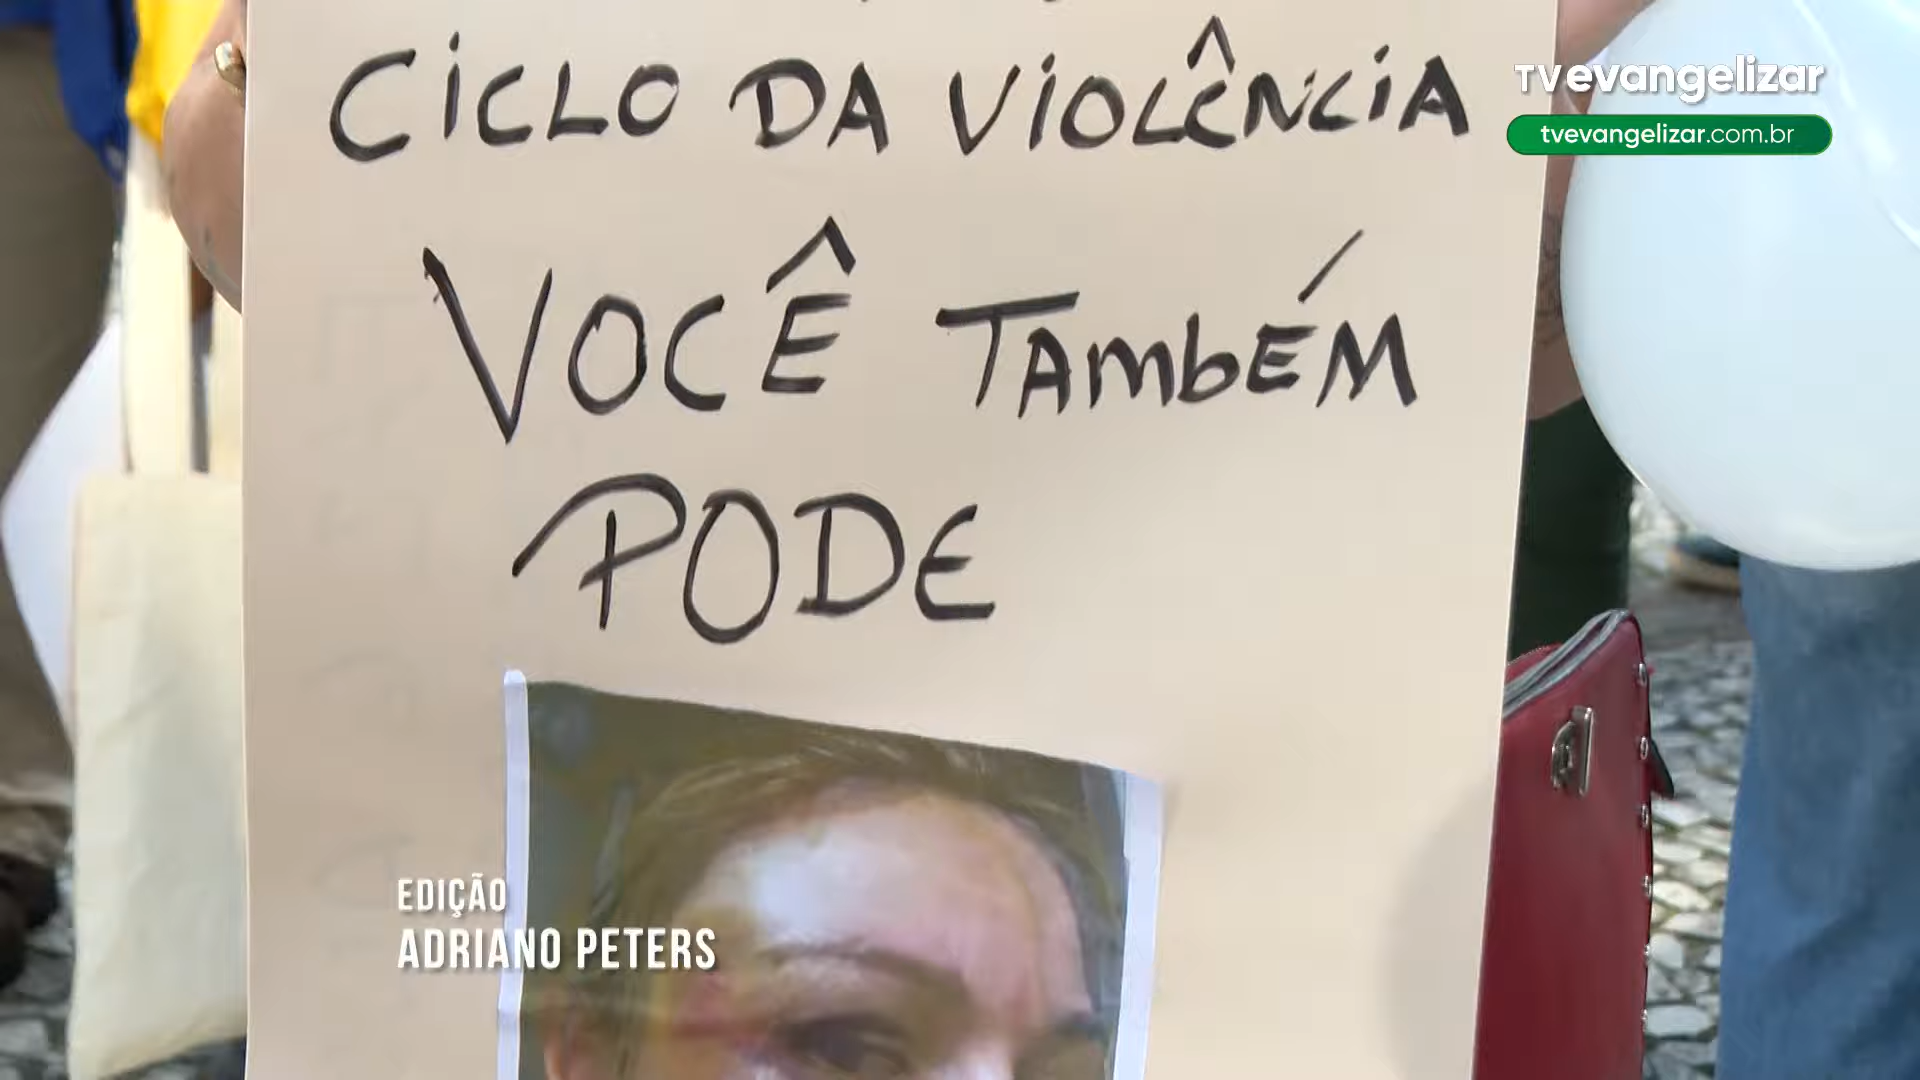 CICLO DA VIOLÊNCIA
VOCÊ TAMBÉM
PODE
TVevangelizar
tvevangelizar.com.br
EDIÇÃO
ADRIANO PETERS